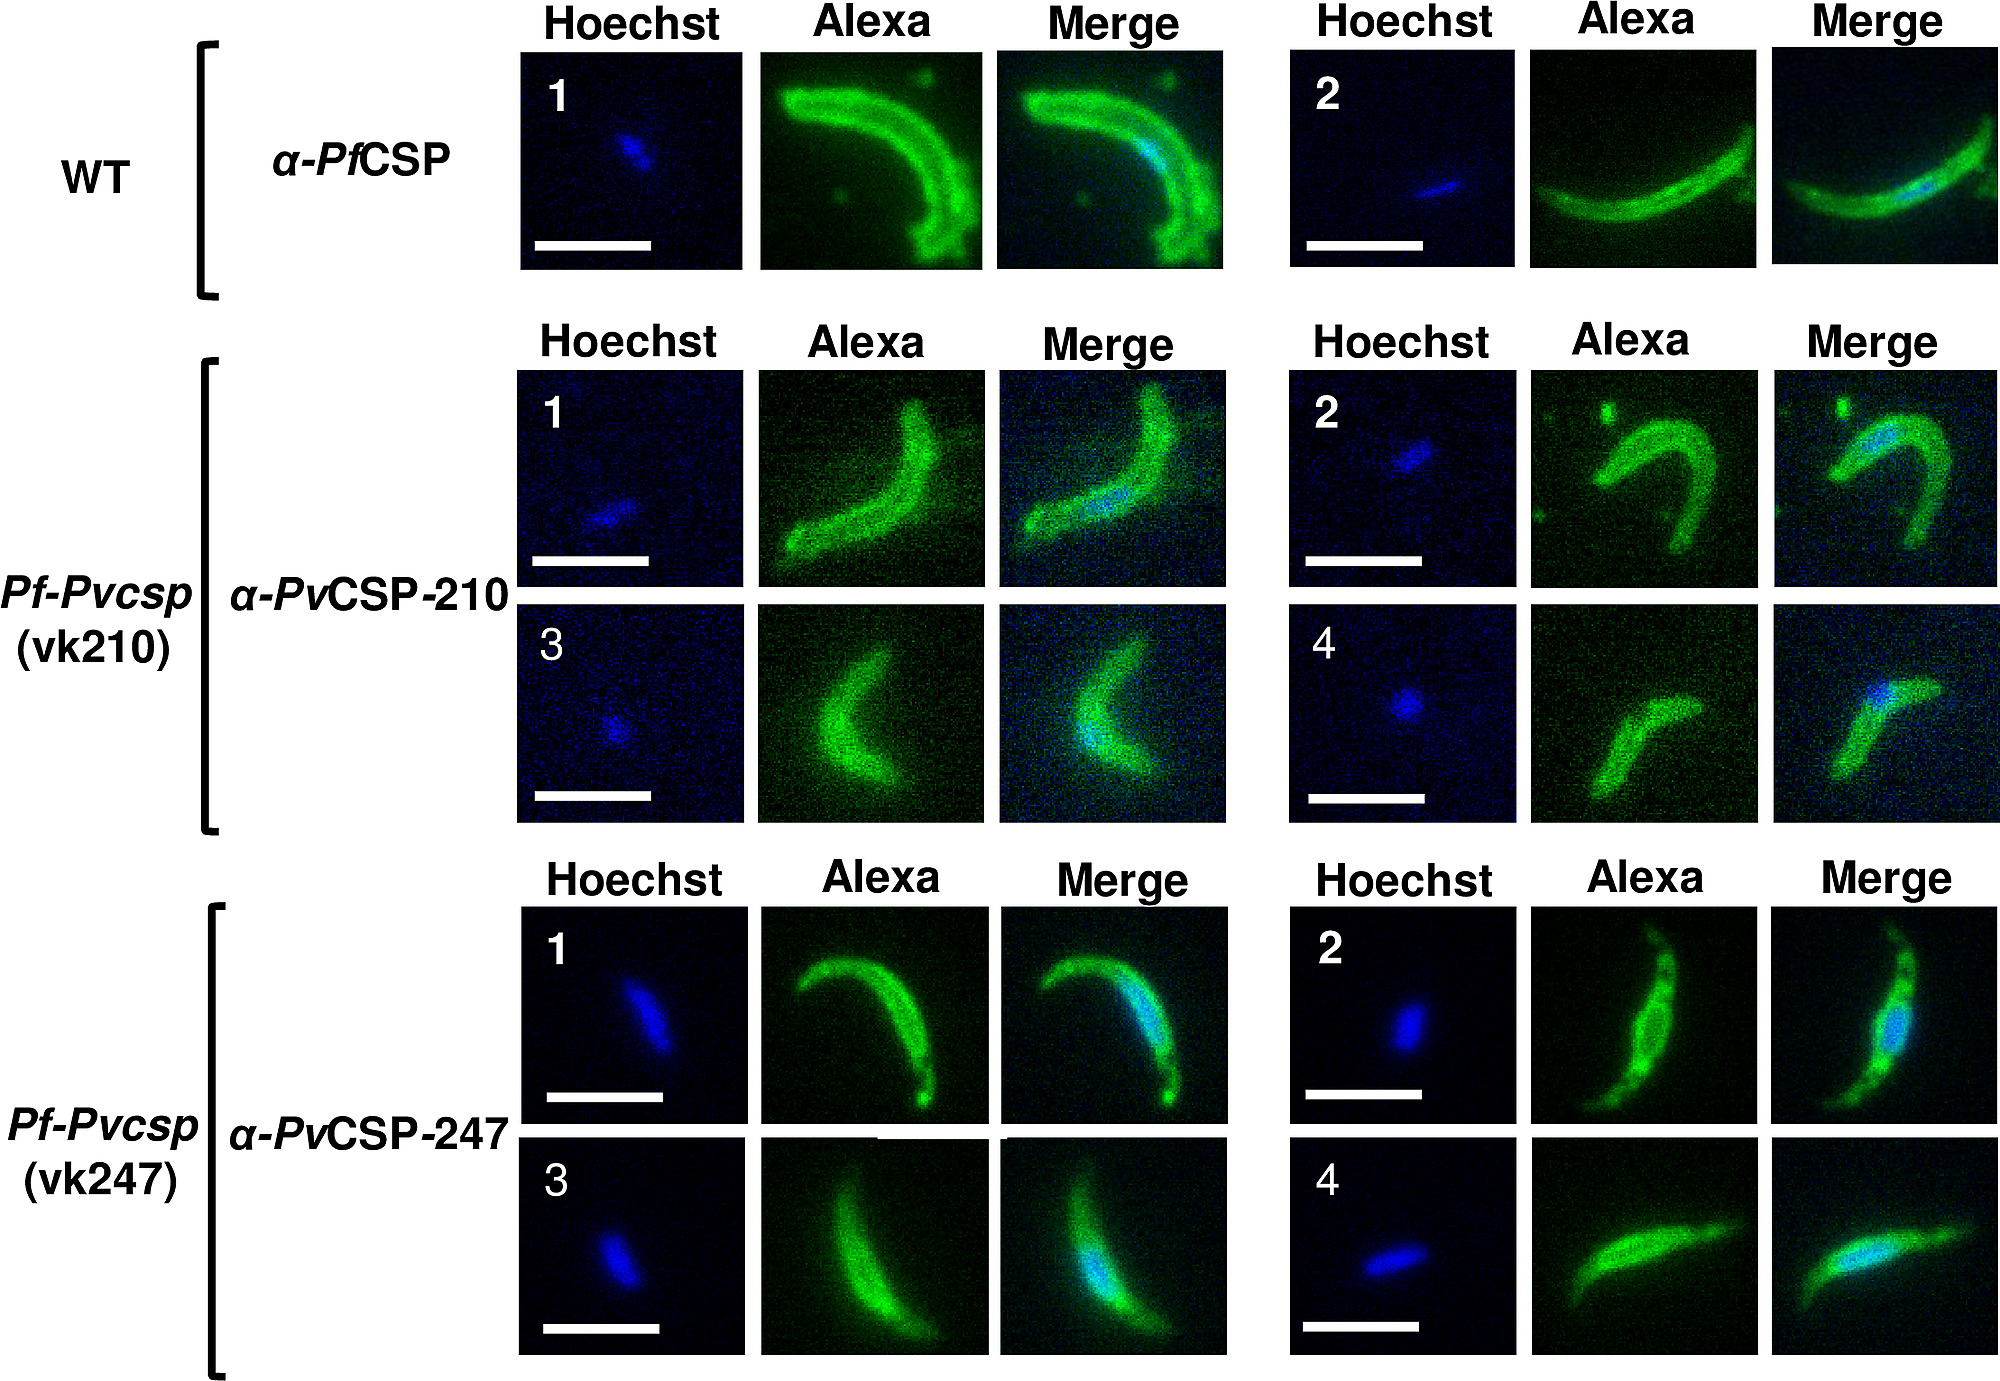 Hoechst Alexa Merge Hoechst Alexa Merge
1 2
WT α-PfCSP
Hoechst Alexa Merge Hoechst Alexa Merge
1 2
Pf-Pvcsp
(vk210)
α-PvCSP-210
3 4
Hoechst Alexa Merge Hoechst Alexa Merge
1 2
Pf-Pvcsp
(vk247)
α-PvCSP-247
3 4